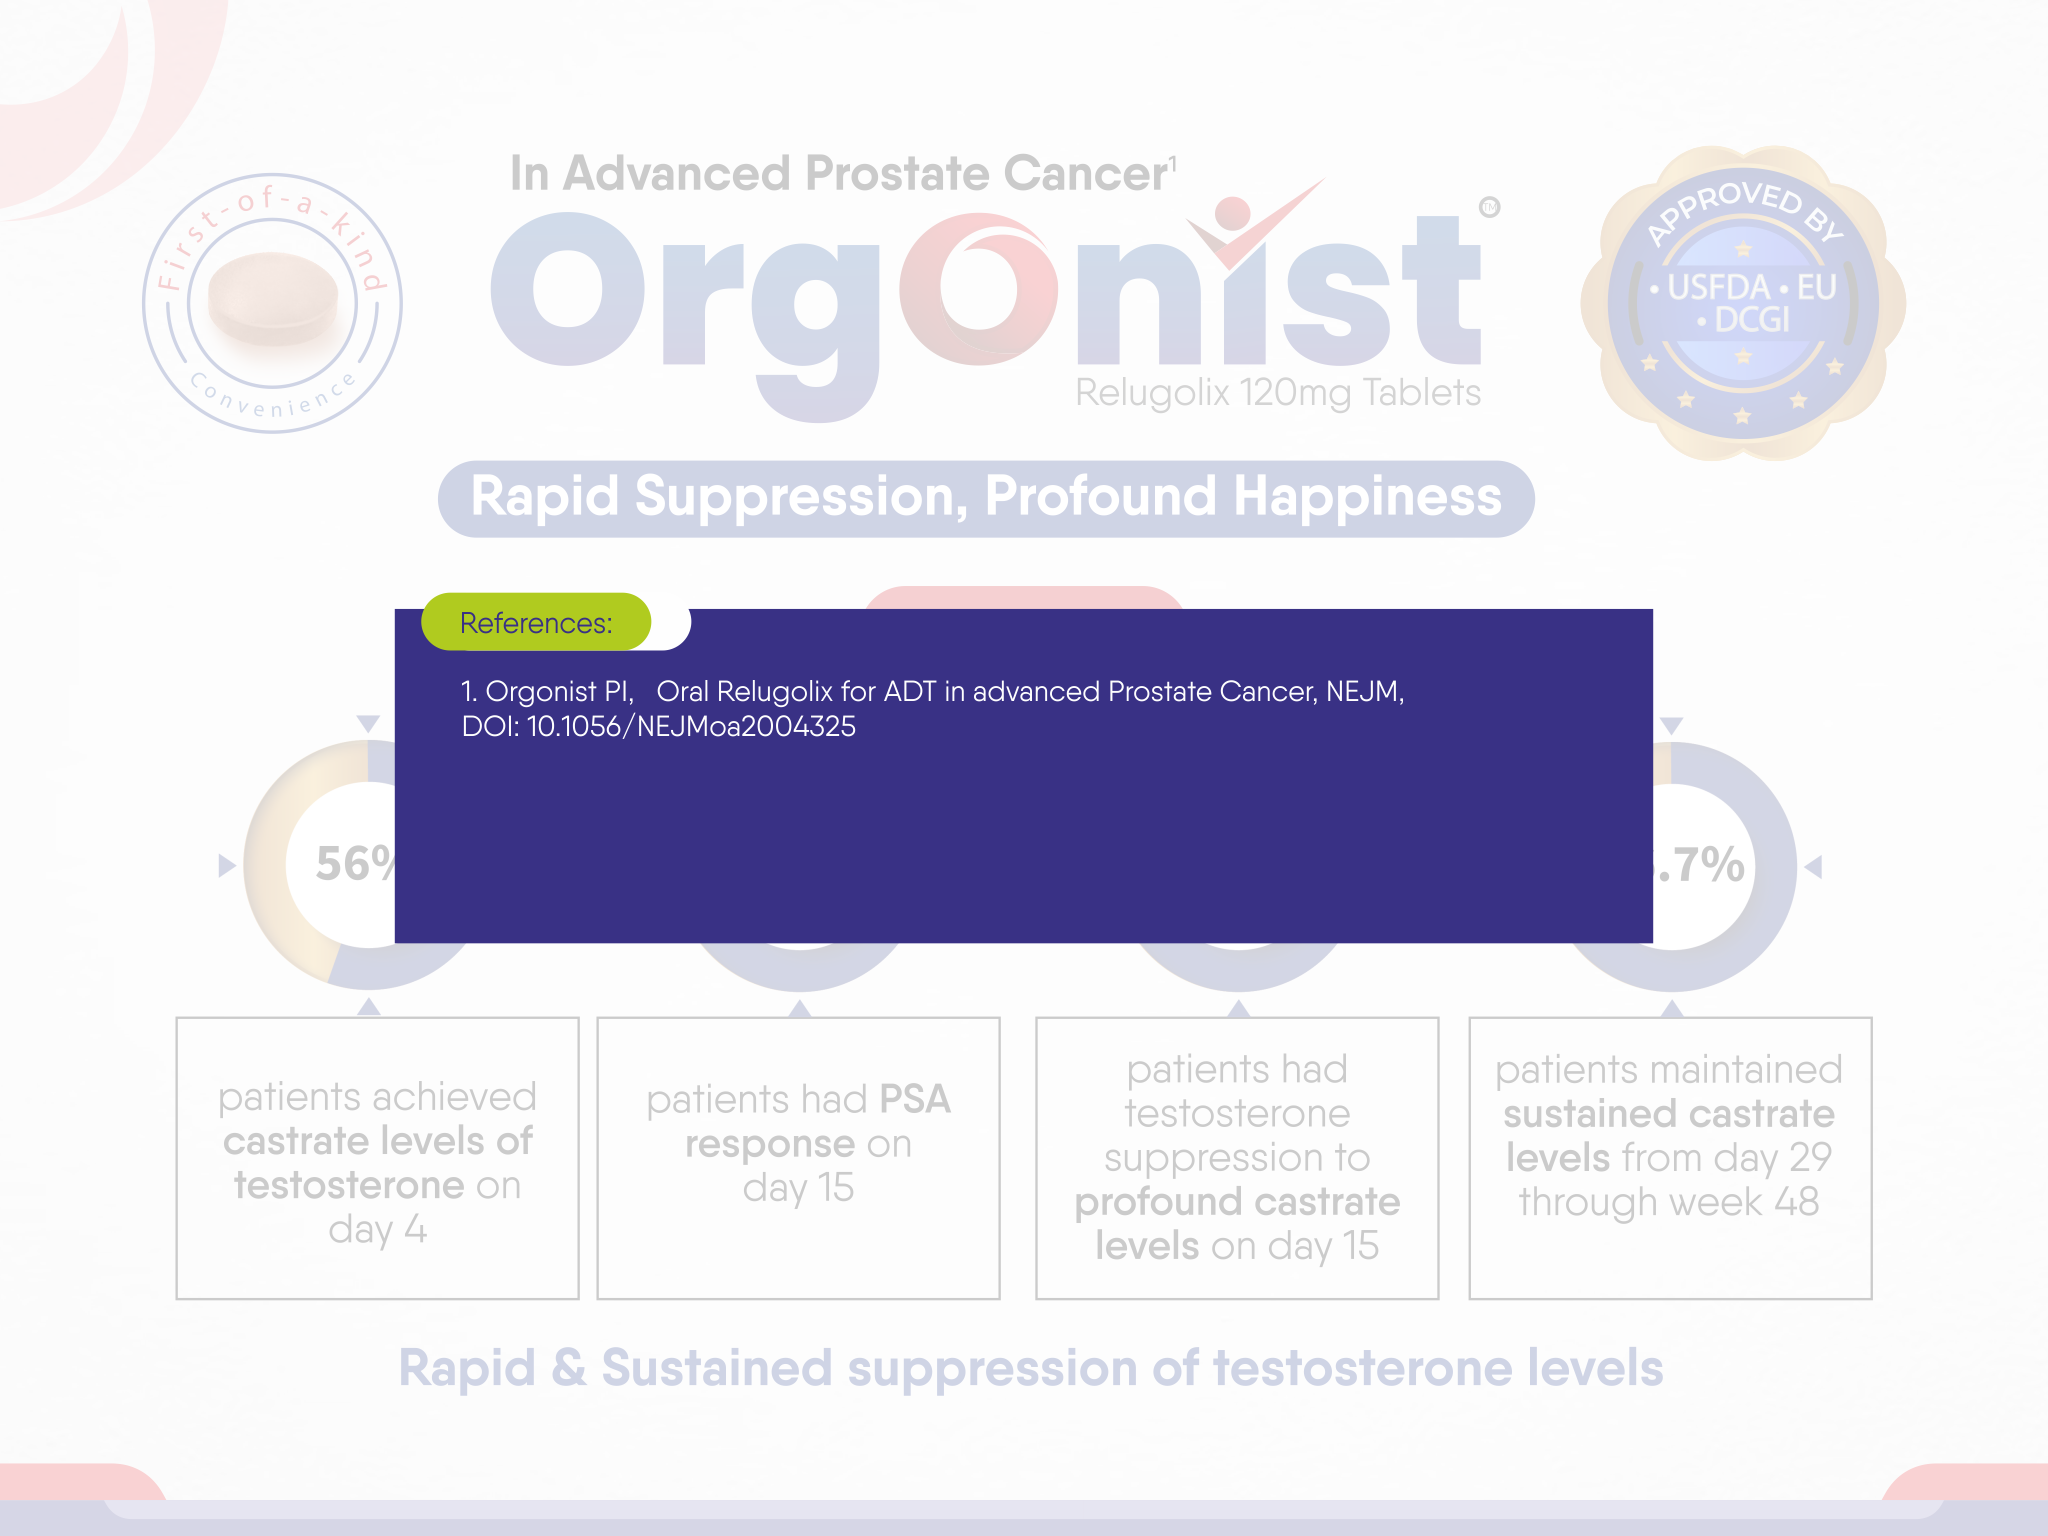 In Advanced Prostate Cancer¹
First-of-a-kind
Convenience
Orgonist
TM
Relugolix 120mg Tablets
APPROVED BY
• USFDA • EU
• DCGI
Rapid Suppression, Profound Happiness
References:
1. Orgonist PI, Oral Relugolix for ADT in advanced Prostate Cancer, NEJM,
DOI: 10.1056/NEJMoa2004325
56%
.7%
patients achieved
castrate levels of
testosterone on
day 4
patients had PSA
response on
day 15
patients had
testosterone
suppression to
profound castrate
levels on day 15
patients maintained
sustained castrate
levels from day 29
through week 48
Rapid & Sustained suppression of testosterone levels